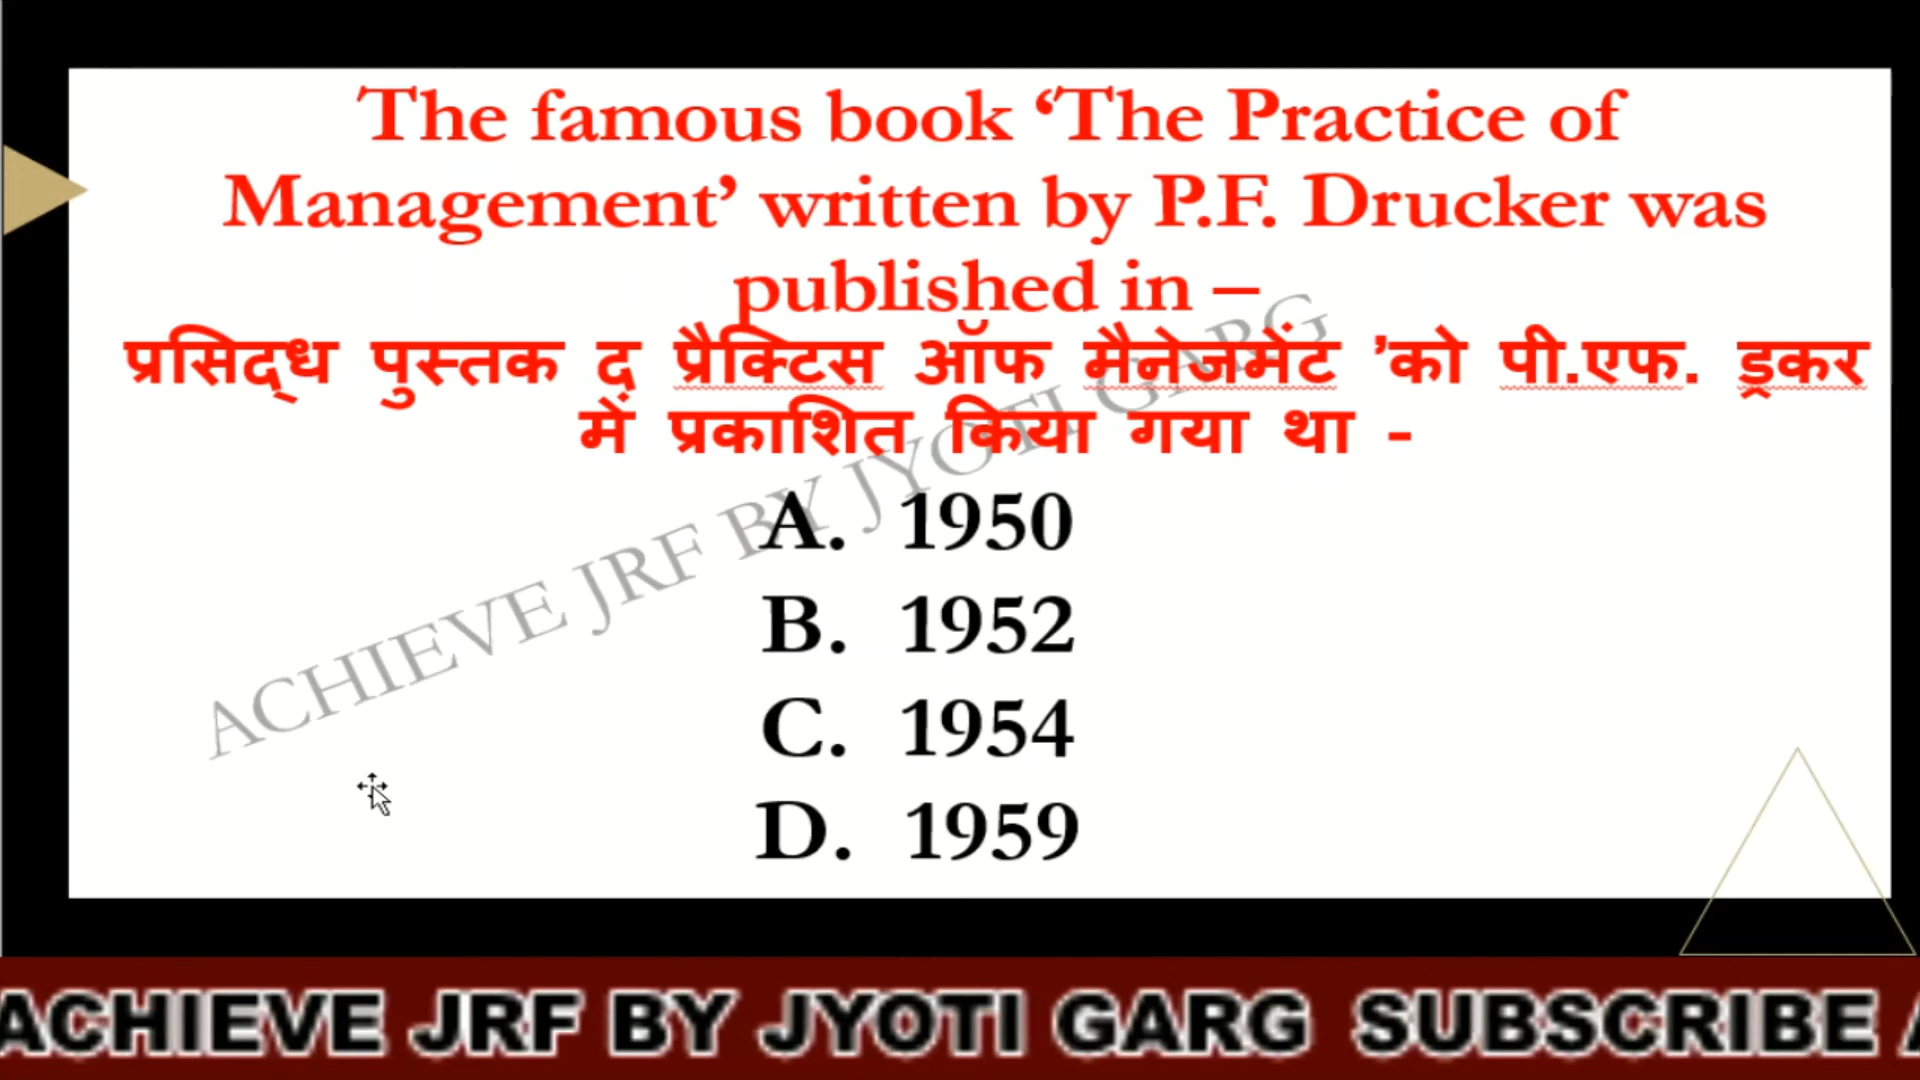 The famous book ‘The Practice of
Management’ written by P.F. Drucker was
published in –
प्रसिद्ध पुस्तक द प्रैक्टिस ऑफ मैनेजमेंट ’को पी.एफ. ड्रकर
में प्रकाशित किया गया था -
A. 1950
B. 1952
C. 1954
D. 1959
ACHIEVE JRF BY JYOTI GARG
ACHIEVE JRF BY JYOTI GARG SUBSCRIBE